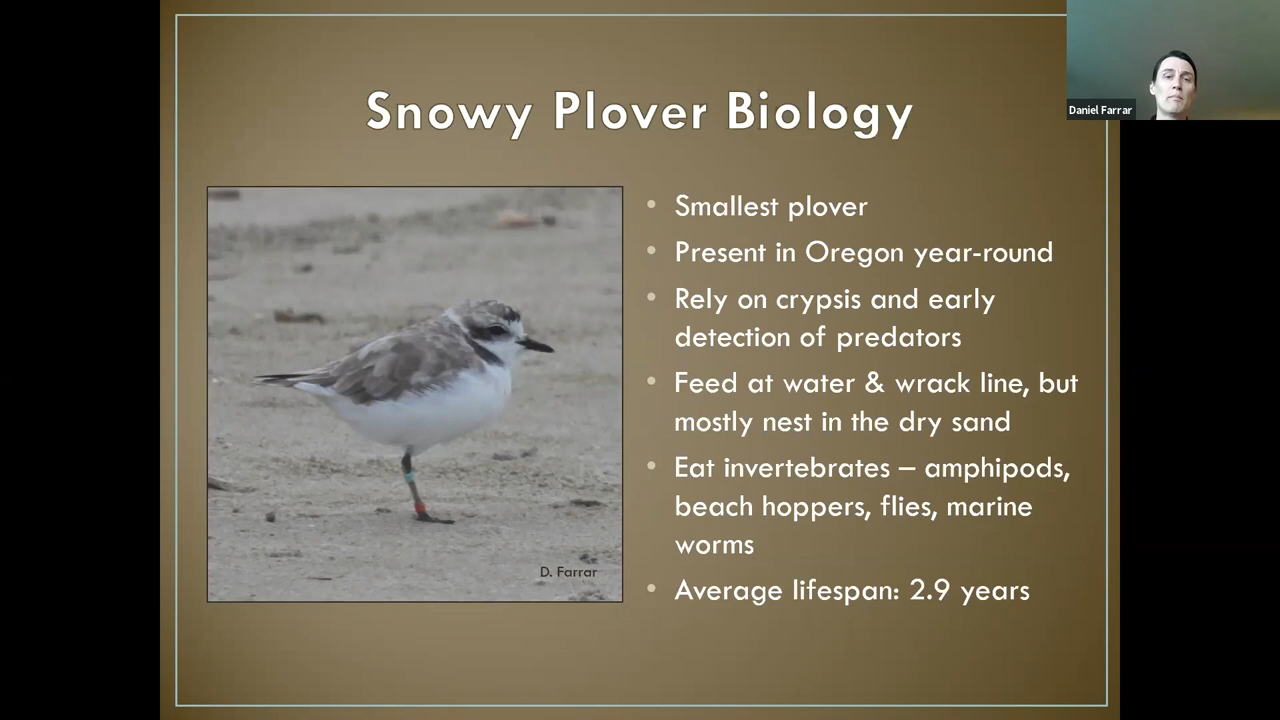 Daniel Farrar
Snowy Plover Biology
D. Farrar
• Smallest plover
• Present in Oregon year-round
• Rely on crypsis and early
detection of predators
• Feed at water & wrack line, but
mostly nest in the dry sand
• Eat invertebrates – amphipods,
beach hoppers, flies, marine
worms
• Average lifespan: 2.9 years